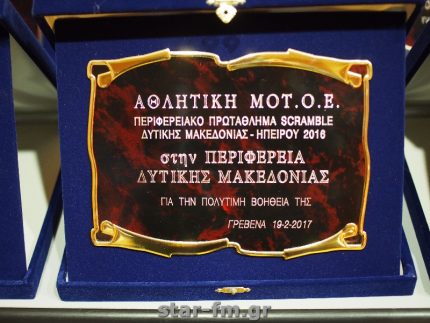 ΑΘΛΗΤΙΚΗ ΜΟΤ.Ο.Ε.
ΠΕΡΙΦΕΡΕΙΑΚΟ ΠΡΩΤΑΘΛΗΜΑ SCRAMBLE
ΔΥΤΙΚΗΣ ΜΑΚΕΔΟΝΙΑΣ - ΗΠΕΙΡΟΥ 2016
στην ΠΕΡΙΦΕΡΕΙΑ
ΔΥΤΙΚΗΣ ΜΑΚΕΔΟΝΙΑΣ
ΓΙΑ ΤΗΝ ΠΟΛΥΤΙΜΗ ΒΟΗΘΕΙΑ ΤΗΣ
ΓΡΕΒΕΝΑ 19-2-2017
star-fm.gr